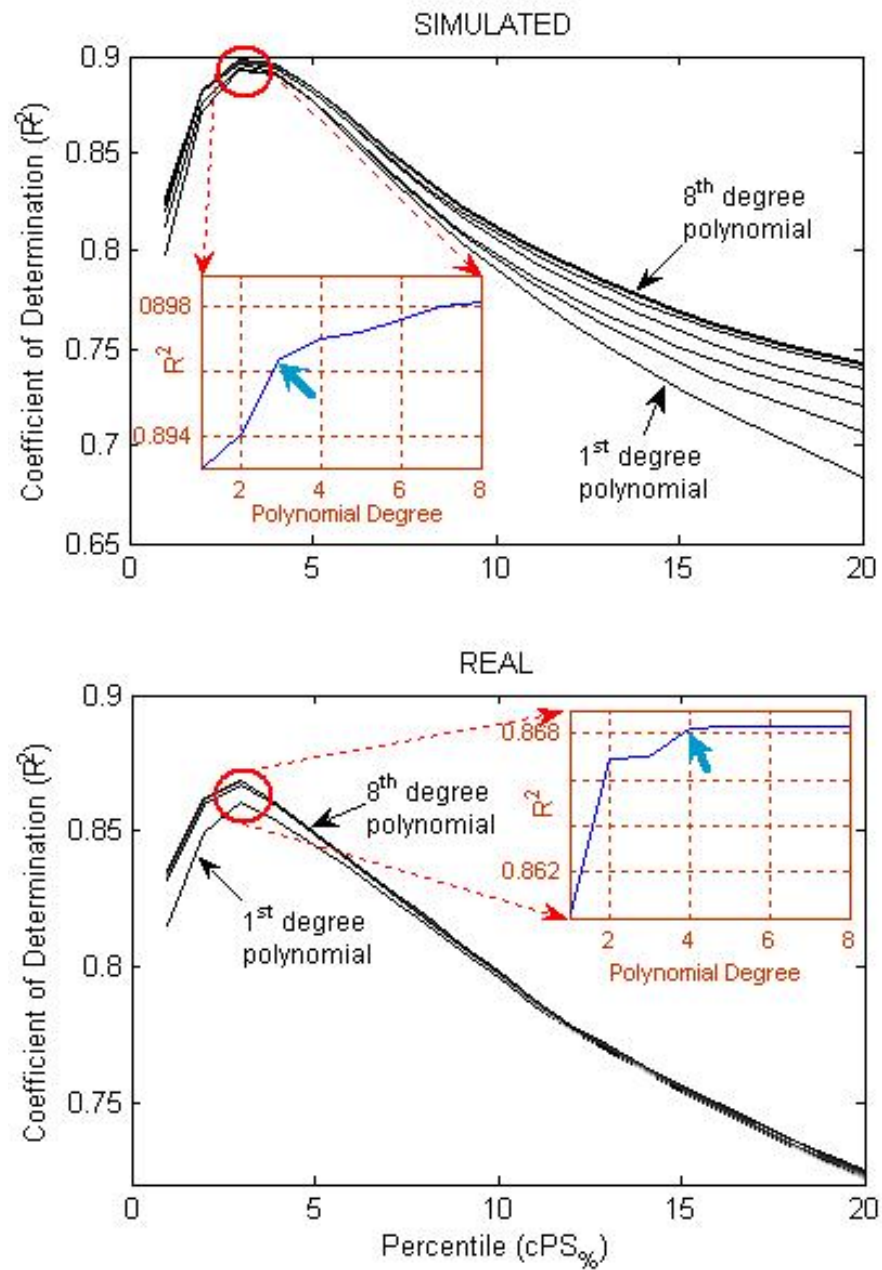 SIMULATED
Coefficient of Determination (R²)
0.9
0.85
0.8
0.75
0.7
0.65
0
5
10
15
20
8th degree
polynomial
1st degree
polynomial
0898
R²
0.894
2
4
6
8
Polynomial Degree
REAL
Coefficient of Determination (R²)
0.9
0.85
0.8
0.75
0
5
10
15
20
Percentile (cPS%)
8th degree
polynomial
1st degree
polynomial
0.868
R²
0.862
2
4
6
8
Polynomial Degree